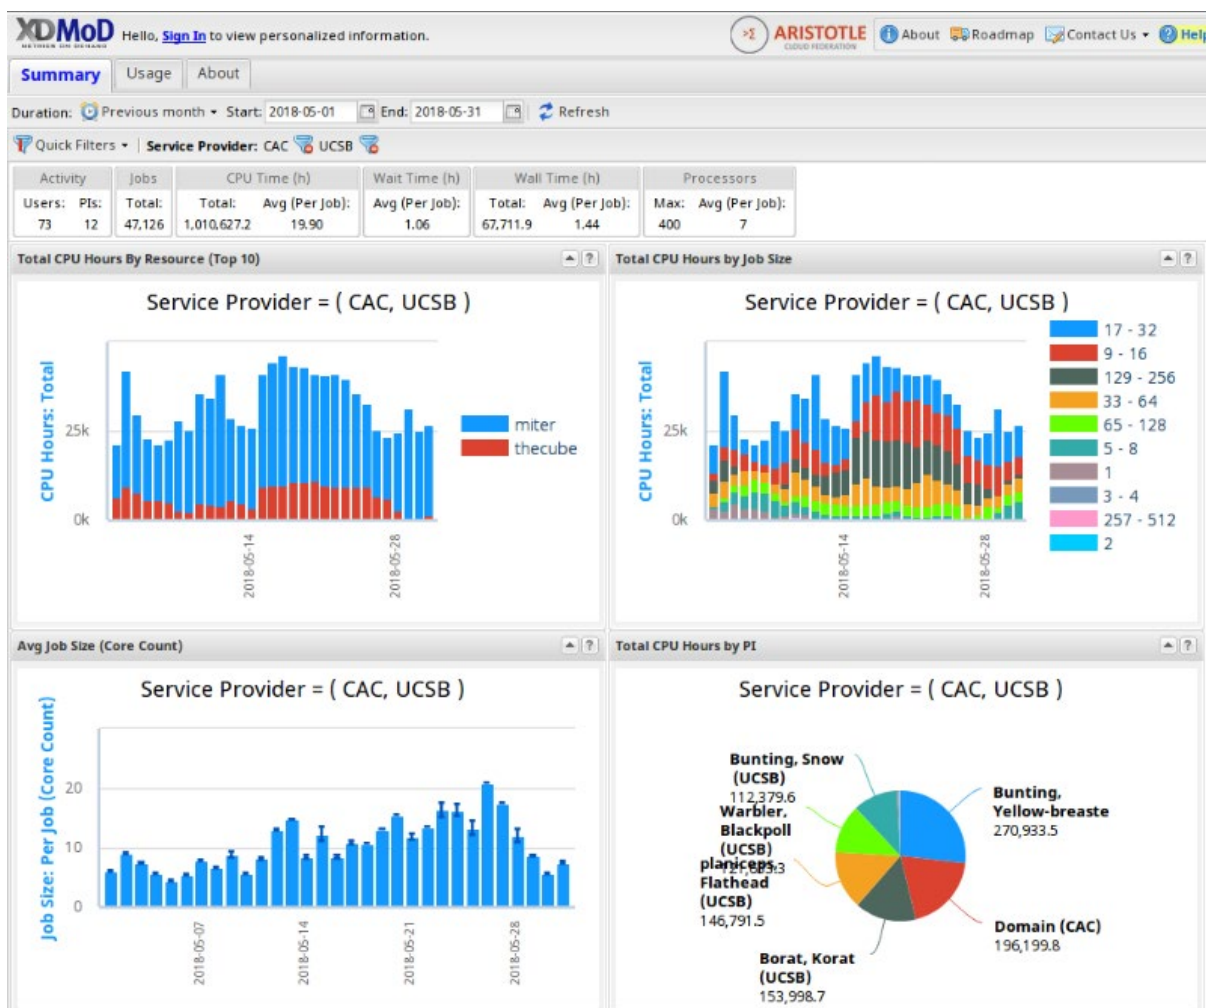 XDMoD
METRICS ON DEMAND
Hello, Sign In to view personalized information.
ARISTOTLE
CLOUD FEDERATION
About
Roadmap
Contact Us
Help
Summary
Usage
About
Duration: Previous month Start: 2018-05-01 End: 2018-05-31 Refresh
Quick Filters Service Provider: CAC UCSB
Activity
Users: PIs:
73 12
Jobs
Total:
47,126
CPU Time (h)
Total: Avg (Per Job):
1,010,627.2 19.90
Wait Time (h)
Avg (Per Job):
1.06
Wall Time (h)
Total: Avg (Per Job):
67,711.9 1.44
Processors
Max: Avg (Per Job):
400 7
Total CPU Hours By Resource (Top 10)
Service Provider = ( CAC, UCSB )
CPU Hours: Total
25k
0k
2018-05-14
2018-05-28
miter
thecube
Total CPU Hours by Job Size
Service Provider = ( CAC, UCSB )
CPU Hours: Total
25k
0k
2018-05-14
2018-05-28
17 - 32
9 - 16
129 - 256
33 - 64
65 - 128
5 - 8
1
3 - 4
257 - 512
2
Avg Job Size (Core Count)
Service Provider = ( CAC, UCSB )
Job Size: Per Job (Core Count)
20
10
0
2018-05-07
2018-05-14
2018-05-21
2018-05-28
Total CPU Hours by PI
Service Provider = ( CAC, UCSB )
Bunting, Snow
(UCSB)
112,379.6
Warbler,
Blackpoll
(UCSB)
planiceps,
Flathead
(UCSB)
146,791.5
Borat, Korat
(UCSB)
153,998.7
Bunting,
Yellow-breaste
270,933.5
Domain (CAC)
196,199.8